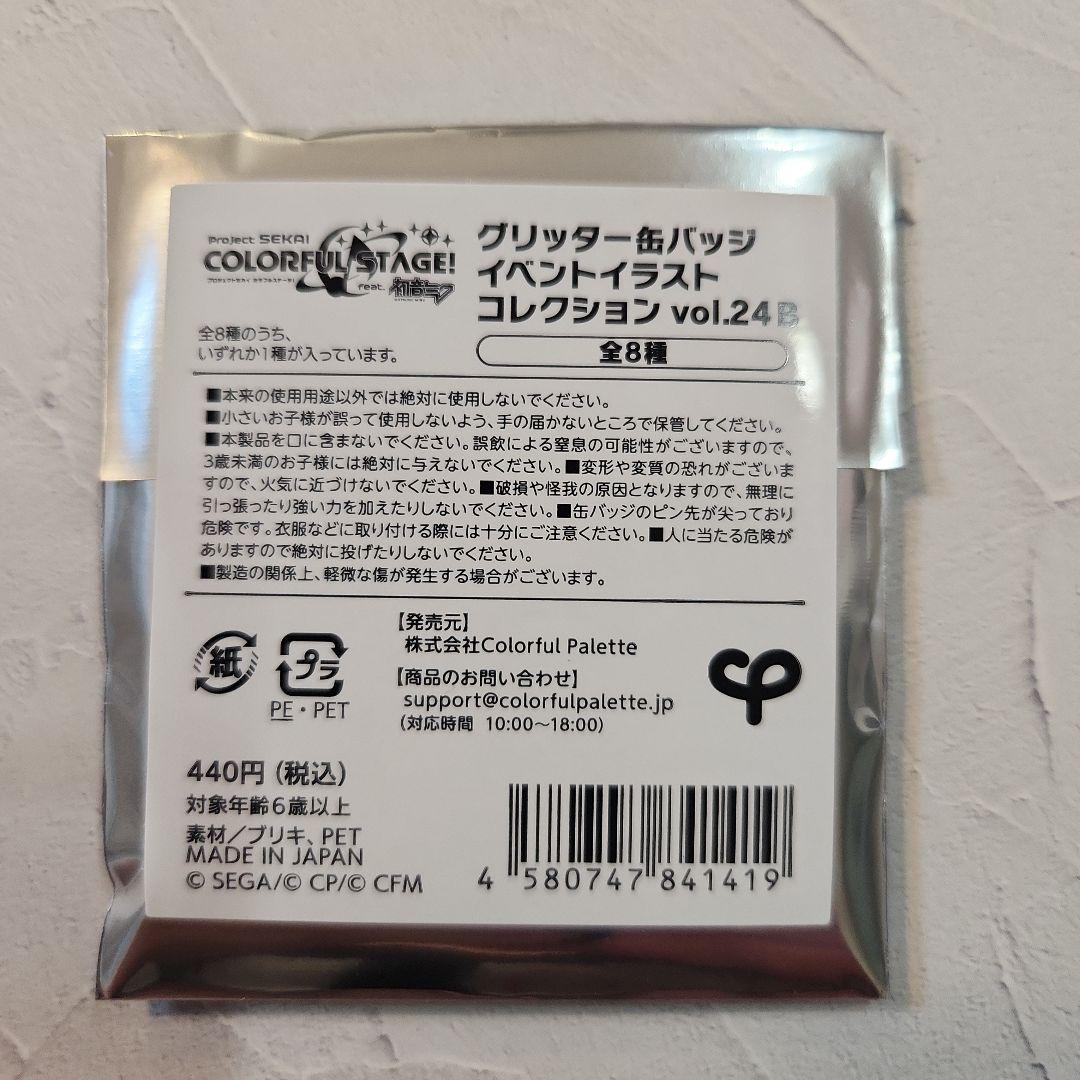 Project SEKAI
COLORFUL STAGE!
プロジェクトセカイ カラフルステージ!
feat. 初音ミク
HATSUNE MIKU
グリッター缶バッジ
イベントイラスト
コレクション vol.24 B
全8種のうち、
いずれか1種が入っています。
全8種
■本来の使用用途以外では絶対に使用しないでください。
■小さいお子様が誤って使用しないよう、手の届かないところで保管してください。
■本製品を口に含まないでください。誤飲による窒息の可能性がございますので、
3歳未満のお子様には絶対に与えないでください。■変形や変質の恐れがございま
すので、火気に近づけないでください。■破損や怪我の原因となりますので、無理に
引っ張ったり強い力を加えたりしないでください。■缶バッジのピン先が尖っており
危険です。衣服などに取り付ける際には十分にご注意ください。■人に当たる危険が
ありますので絶対に投げたりしないでください。
■製造の関係上、軽微な傷が発生する場合がございます。
紙
プラ
PE・PET
【発売元】
株式会社Colorful Palette
【商品のお問い合わせ】
support@colorfulpalette.jp
(対応時間 10:00~18:00)
440円(税込)
対象年齢6歳以上
素材/ブリキ、PET
MADE IN JAPAN
© SEGA/© CP/© CFM
4 580747 841419